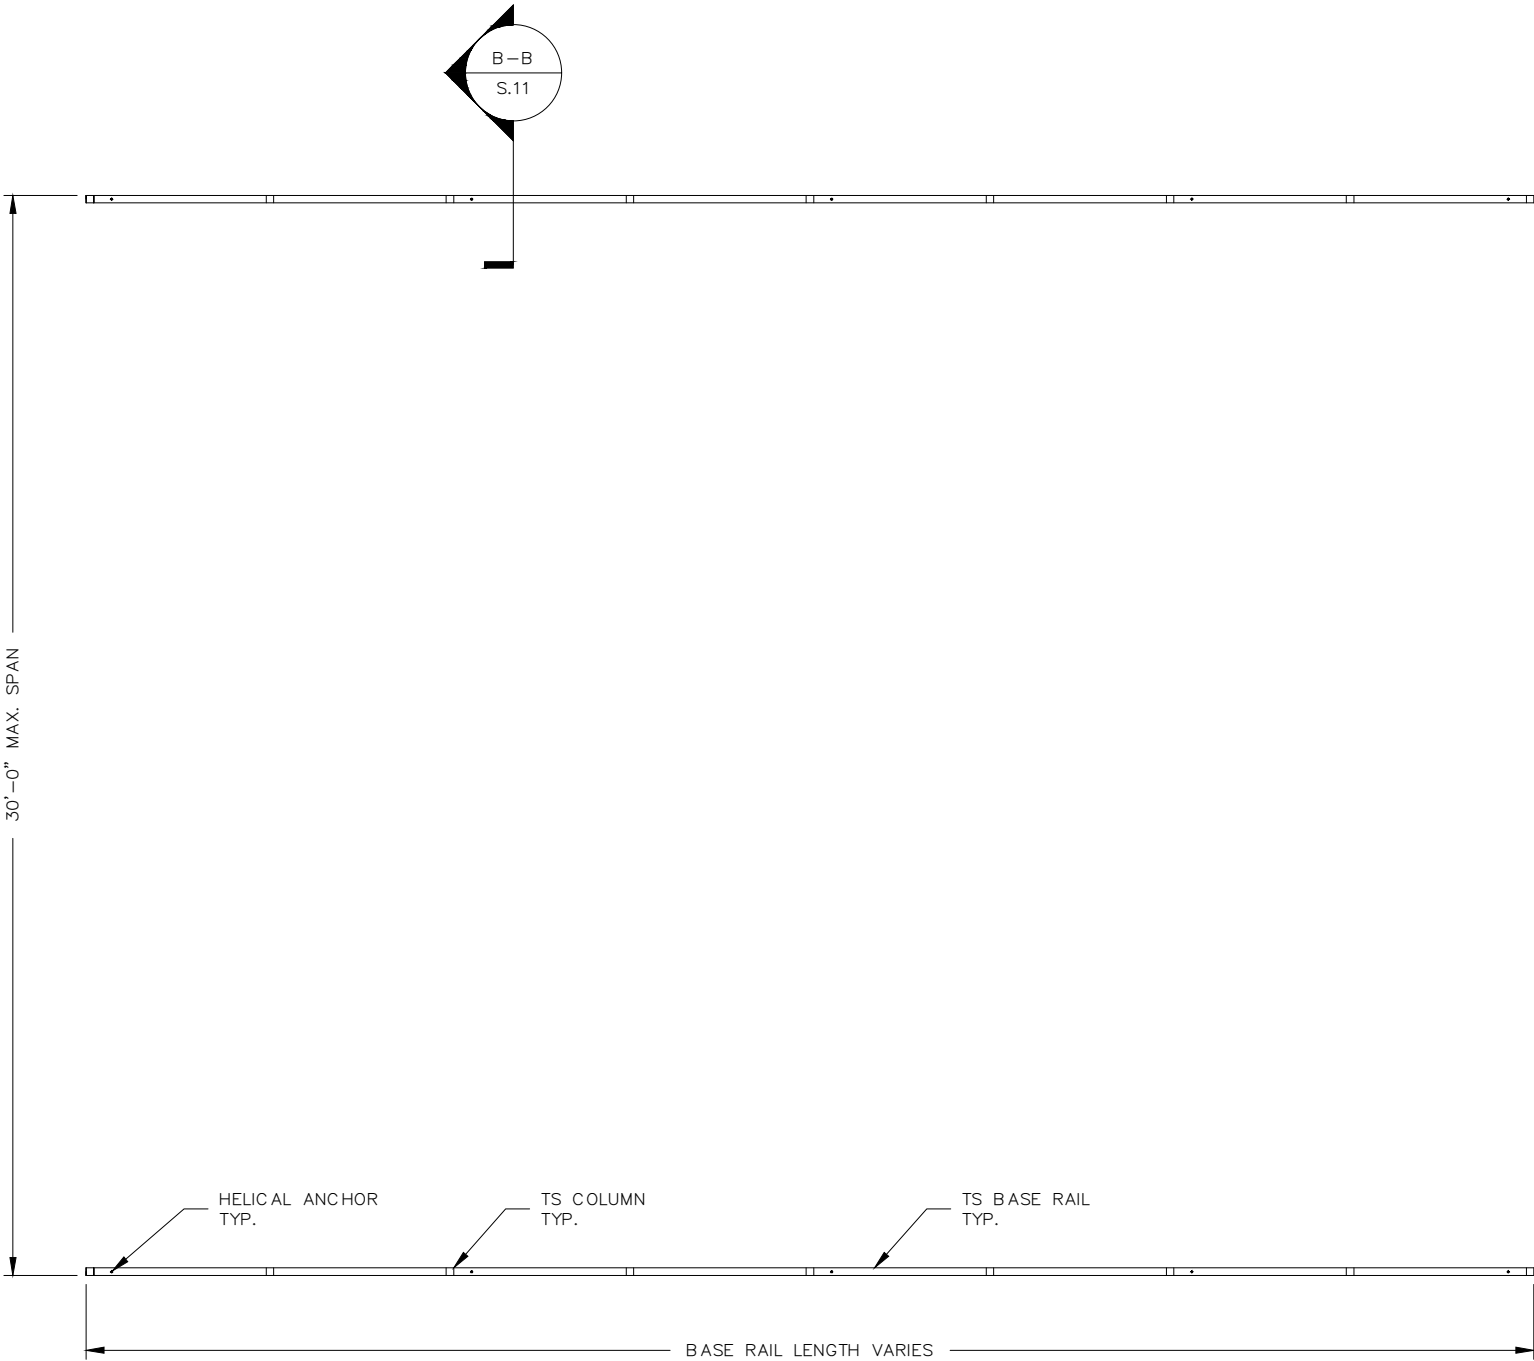 B-B
S.11
30'-0" MAX. SPAN
HELICAL ANCHOR
TYP.
TS COLUMN
TYP.
TS BASE RAIL
TYP.
BASE RAIL LENGTH VARIES